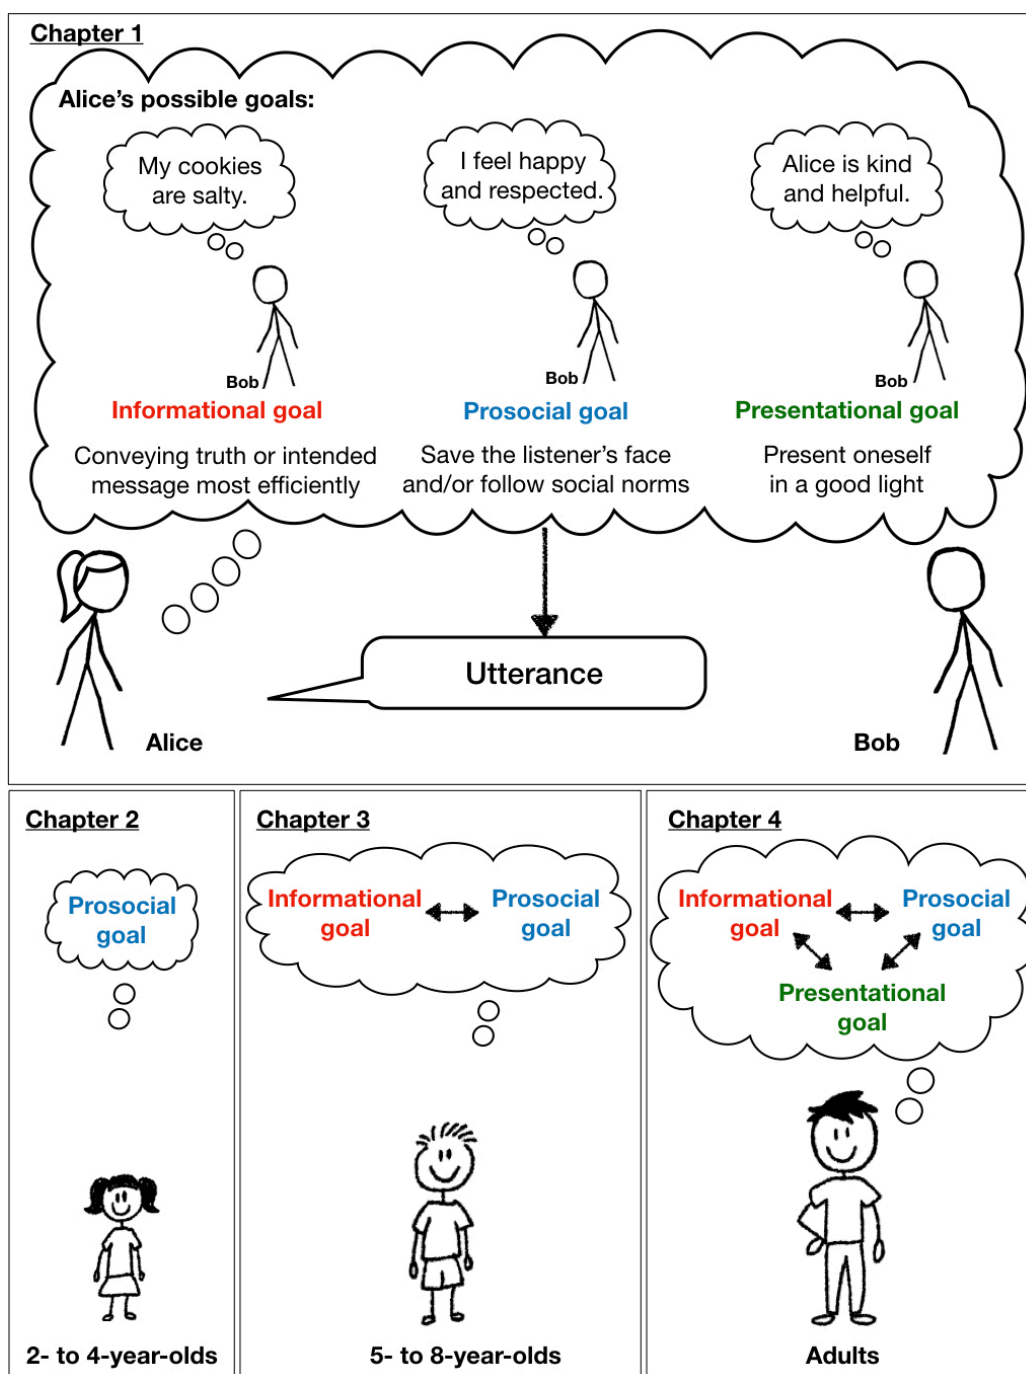 Chapter 1
Alice's possible goals:
My cookies
are salty.
I feel happy
and respected.
Alice is kind
and helpful.
Bob
Bob
Bob
Informational goal
Prosocial goal
Presentational goal
Conveying truth or intended
message most efficiently
Save the listener's face
and/or follow social norms
Present oneself
in a good light
Utterance
Alice
Bob
Chapter 2
Prosocial
goal
2- to 4-year-olds
Chapter 3
Informational
goal
Prosocial
goal
5- to 8-year-olds
Chapter 4
Informational
goal
Prosocial
goal
Presentational
goal
Adults